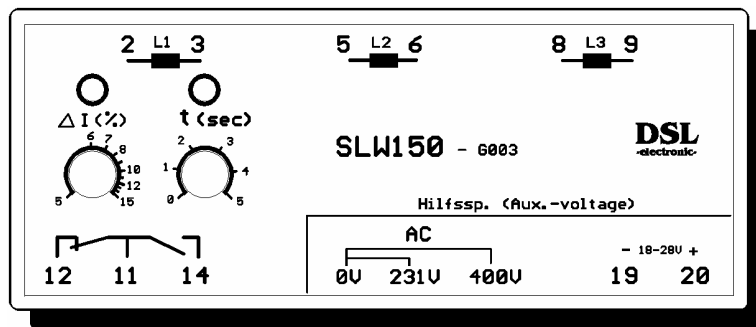 2 L1 3
5 L2 6
8 L3 9
△ I (%)
t (sec)
5 6 7 8 10 12 15
0 1 2 3 4 5
SLW150 - G003
DSL
-electronic-
Hilfssp. (Aux.-voltage)
AC
- 18-28V +
12 11 14
0V 231V 400V
19 20